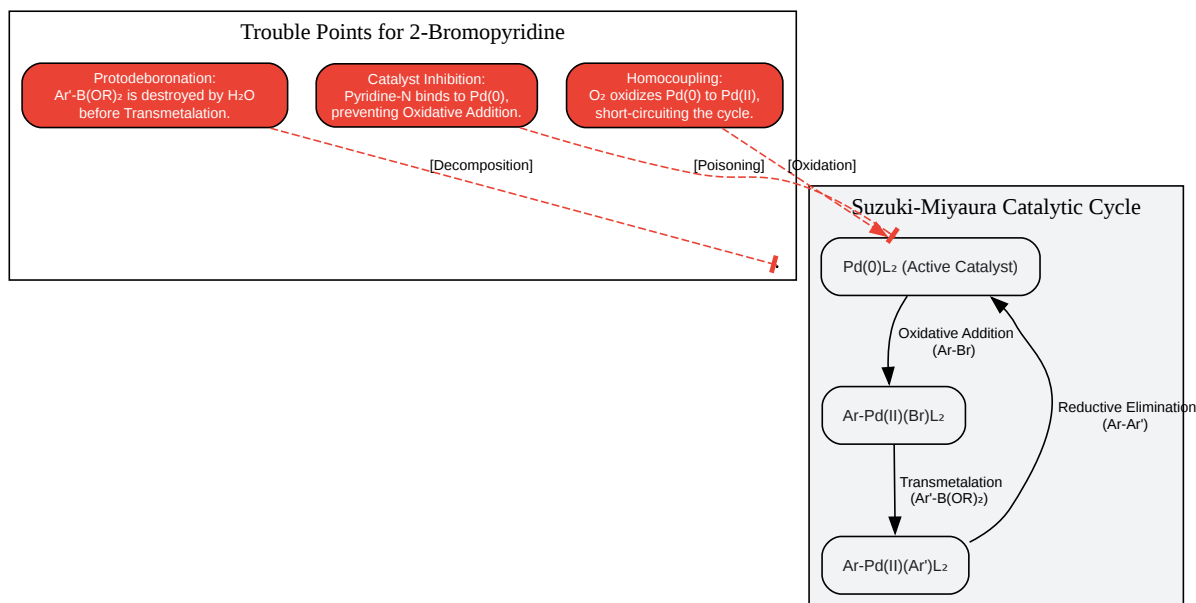 Trouble Points for 2-Bromopyridine
Protodeboronation:
Ar'-B(OR)₂ is destroyed by H₂O
before Transmetalation.
Catalyst Inhibition:
Pyridine-N binds to Pd(0),
preventing Oxidative Addition.
Homocoupling:
O₂ oxidizes Pd(0) to Pd(II),
short-circuiting the cycle.
[Decomposition]
[Poisoning]
[Oxidation]
Suzuki-Miyaura Catalytic Cycle
Pd(0)L₂ (Active Catalyst)
Oxidative Addition
(Ar-Br)
Ar-Pd(II)(Br)L₂
Reductive Elimination
(Ar-Ar')
Transmetalation
(Ar'-B(OR)₂)
Ar-Pd(II)(Ar')L₂